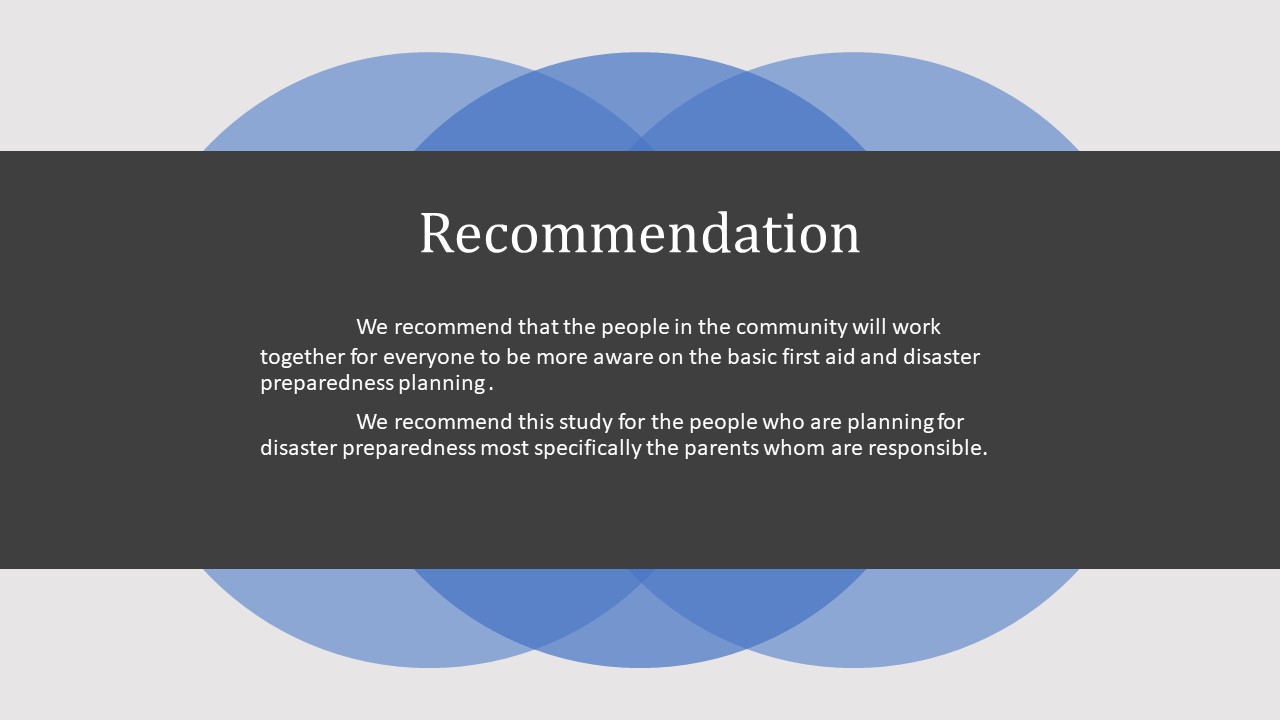 Recommendation
We recommend that the people in the community will work
together for everyone to be more aware on the basic first aid and disaster
preparedness planning.
We recommend this study for the people who are planning for
disaster preparedness most specifically the parents whom are responsible.